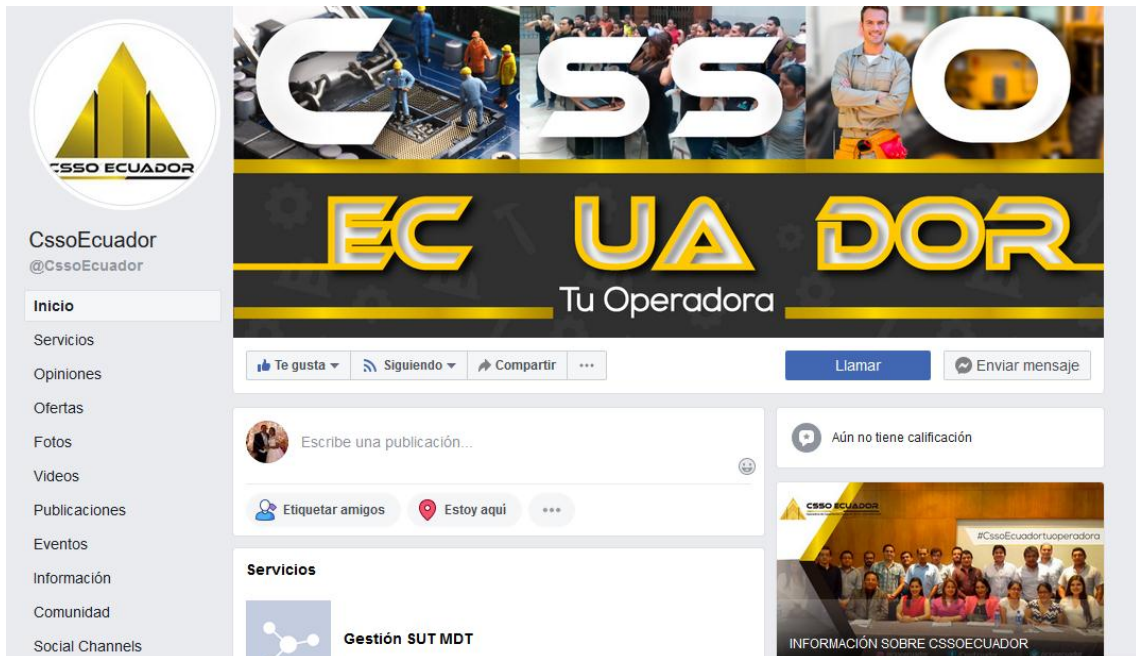 CSSO ECUADOR
CssoEcuador
@CssoEcuador
Inicio
Servicios
Opiniones
Ofertas
Fotos
Videos
Publicaciones
Eventos
Información
Comunidad
Social Channels
CSSO
ECUADOR
Tu Operadora
Te gusta
Siguiendo
Compartir
...
Llamar
Enviar mensaje
Escribe una publicación...
Etiquetar amigos
Estoy aquí
...
Servicios
Gestión SUT MDT
Aún no tiene calificación
CSSO ECUADOR
#CssoEcuadortuoperadora
INFORMACIÓN SOBRE CSSOECUADOR